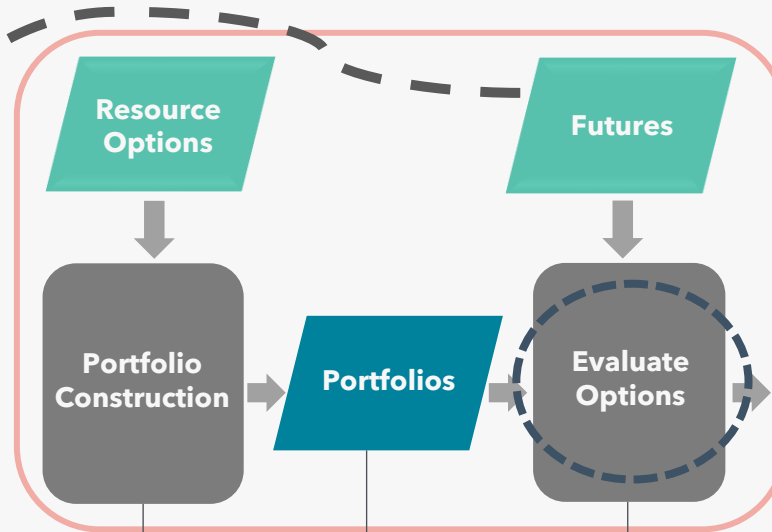 Resource
Options
Futures
Portfolio
Construction
Portfolios
Evaluate
Options